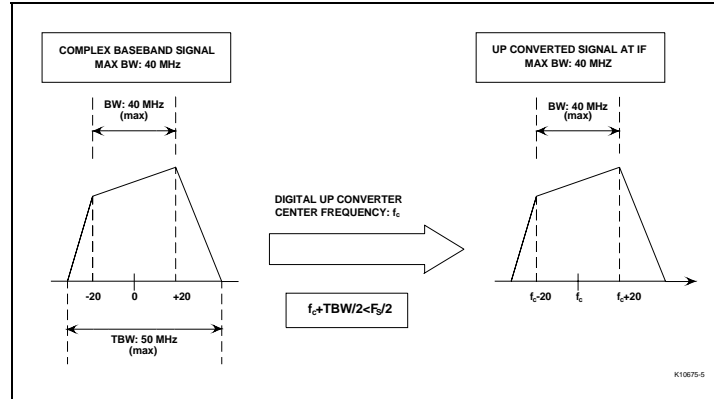 COMPLEX BASEBAND SIGNAL
MAX BW: 40 MHz
UP CONVERTED SIGNAL AT IF
MAX BW: 40 MHZ
BW: 40 MHz
(max)
BW: 40 MHz
(max)
DIGITAL UP CONVERTER
CENTER FREQUENCY: fc
-20 0 +20
fc-20 fc fc+20
fc+TBW/2<FS/2
TBW: 50 MHz
(max)
K10675-5